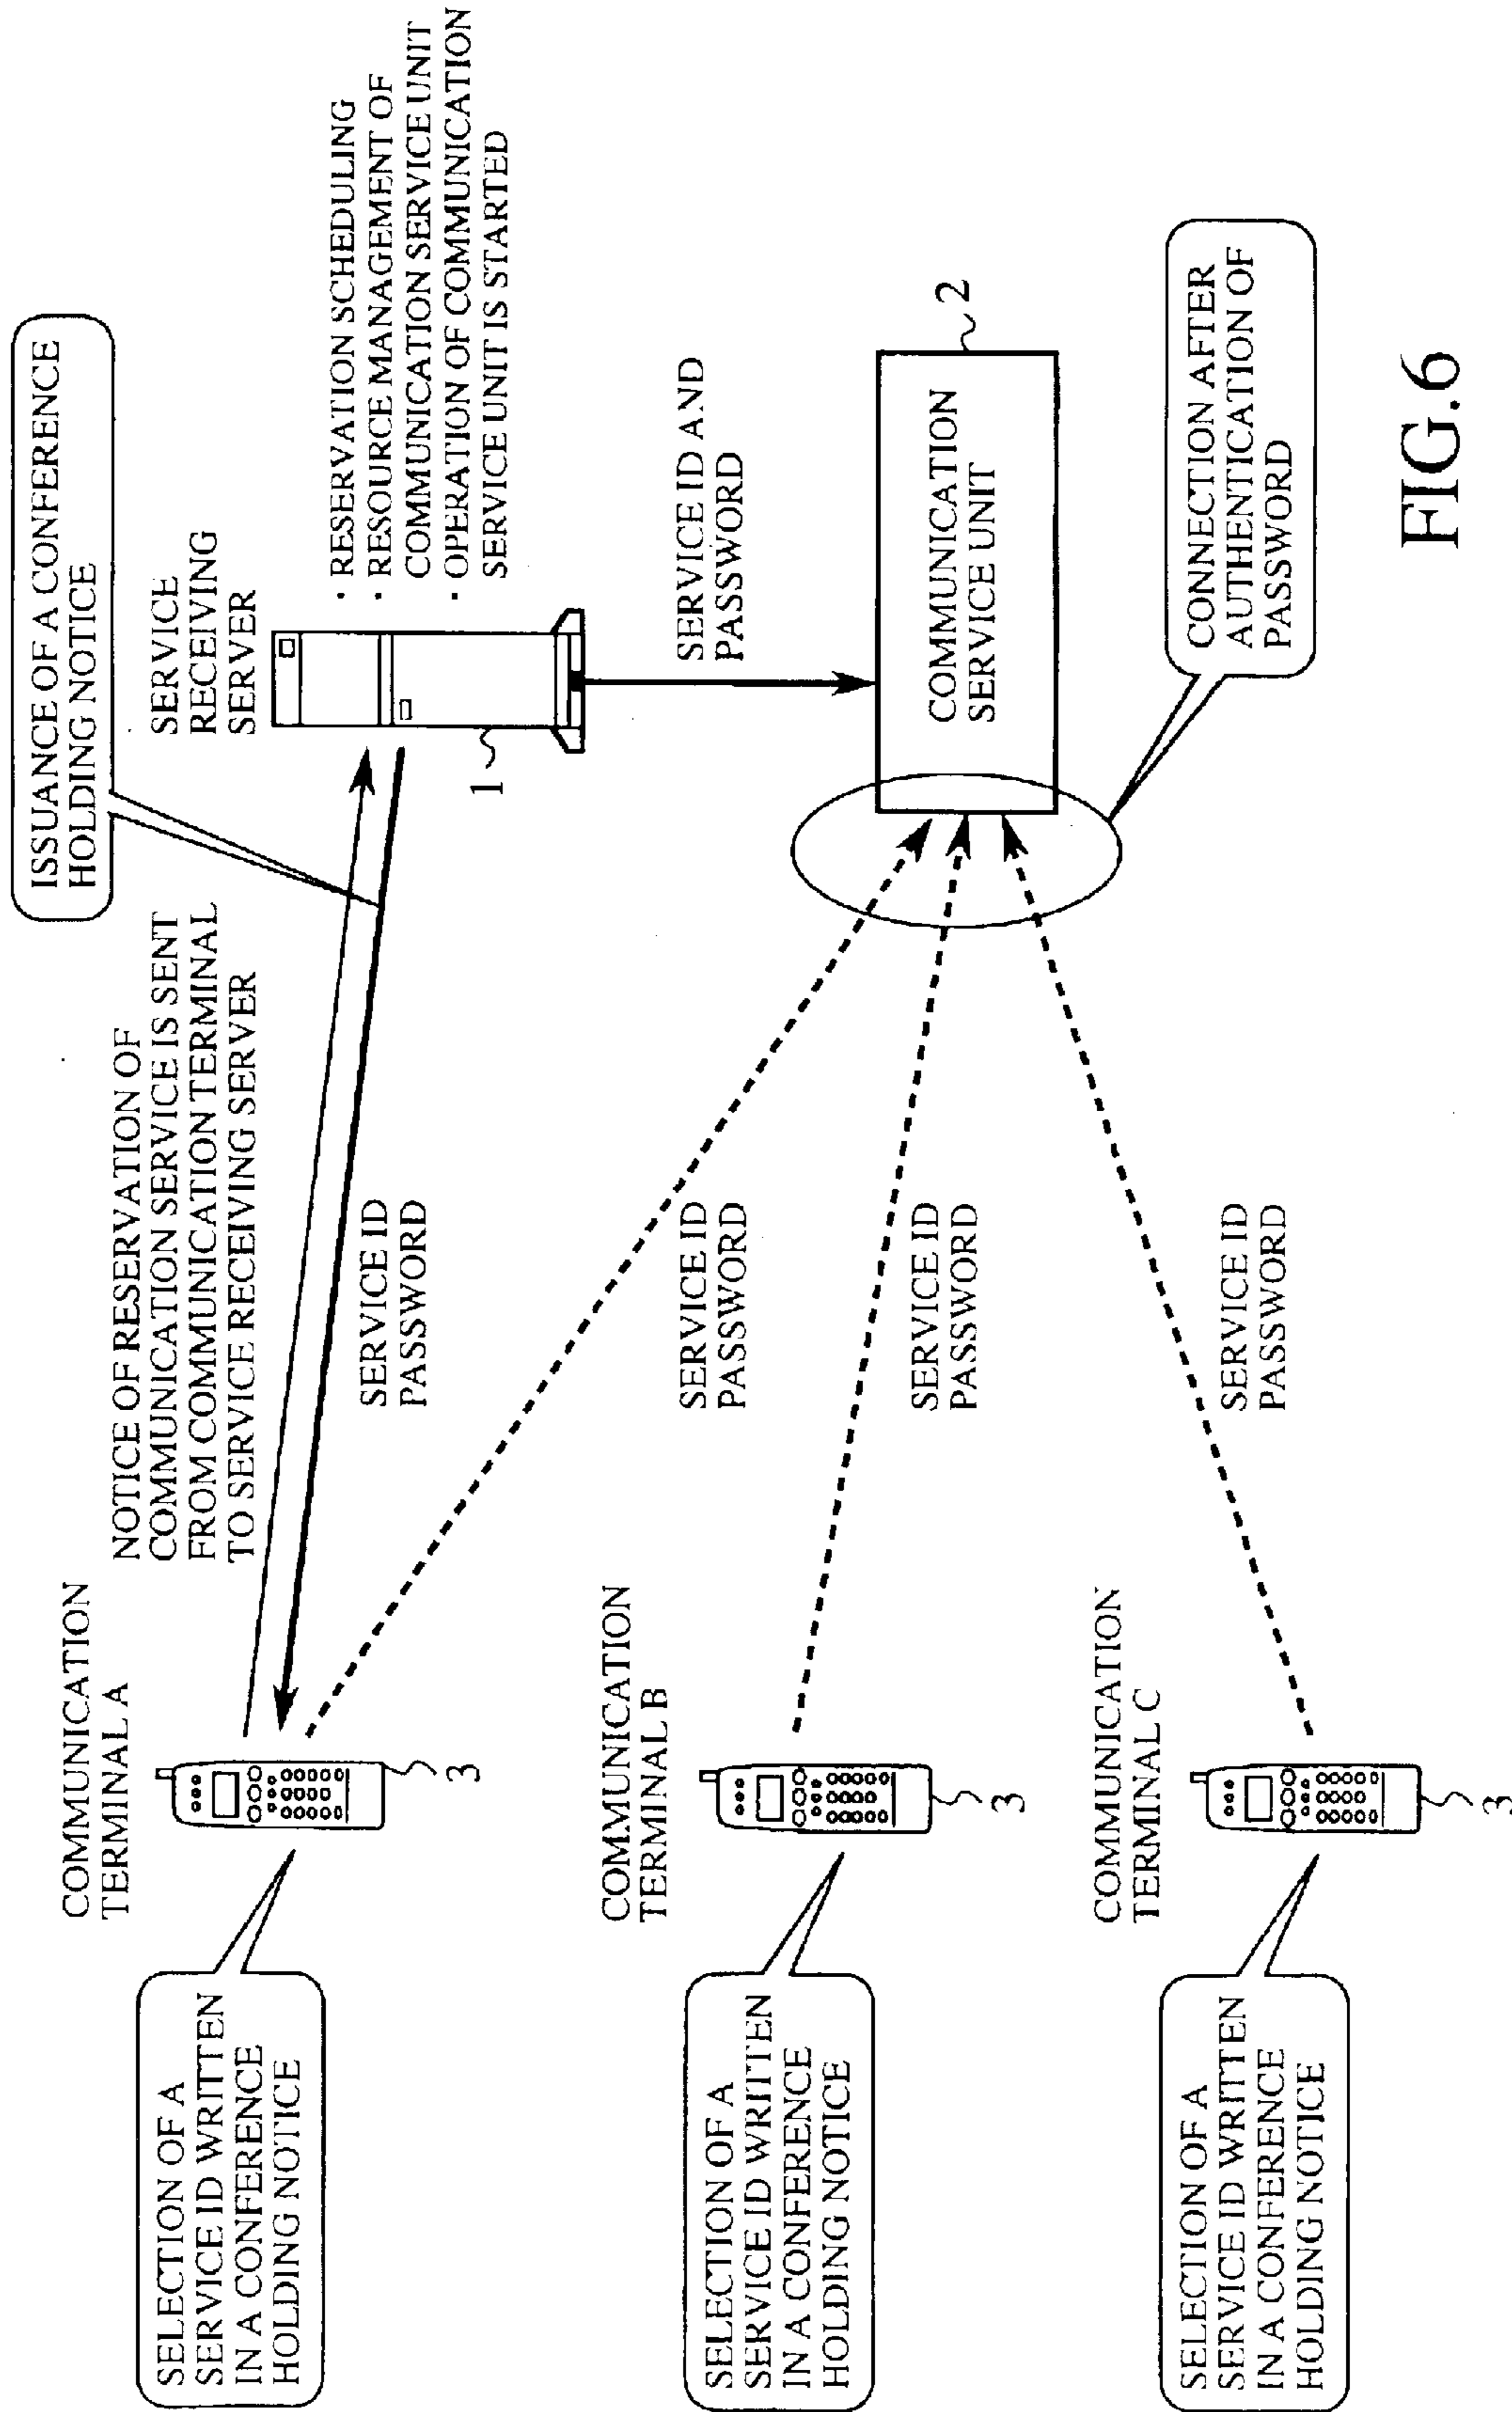 ISSUANCE OF A CONFERENCE
HOLDING NOTICE
NOTICE OF RESERVATION OF
COMMUNICATION SERVICE IS SENT
FROM COMMUNICATION TERMINAL
TO SERVICE RECEIVING SERVER
SERVICE
RECEIVING
SERVER
1
· RESERVATION SCHEDULING
· RESOURCE MANAGEMENT OF
COMMUNICATION SERVICE UNIT
· OPERATION OF COMMUNICATION
SERVICE UNIT IS STARTED
COMMUNICATION
TERMINAL A
3
SELECTION OF A
SERVICE ID WRITTEN
IN A CONFERENCE
HOLDING NOTICE
SERVICE ID
PASSWORD
SERVICE ID AND
PASSWORD
COMMUNICATION
TERMINAL B
3
SELECTION OF A
SERVICE ID WRITTEN
IN A CONFERENCE
HOLDING NOTICE
SERVICE ID
PASSWORD
SERVICE ID
PASSWORD
COMMUNICATION
SERVICE UNIT
2
COMMUNICATION
TERMINAL C
3
SELECTION OF A
SERVICE ID WRITTEN
IN A CONFERENCE
HOLDING NOTICE
SERVICE ID
PASSWORD
CONNECTION AFTER
AUTHENTICATION OF
PASSWORD
FIG.6